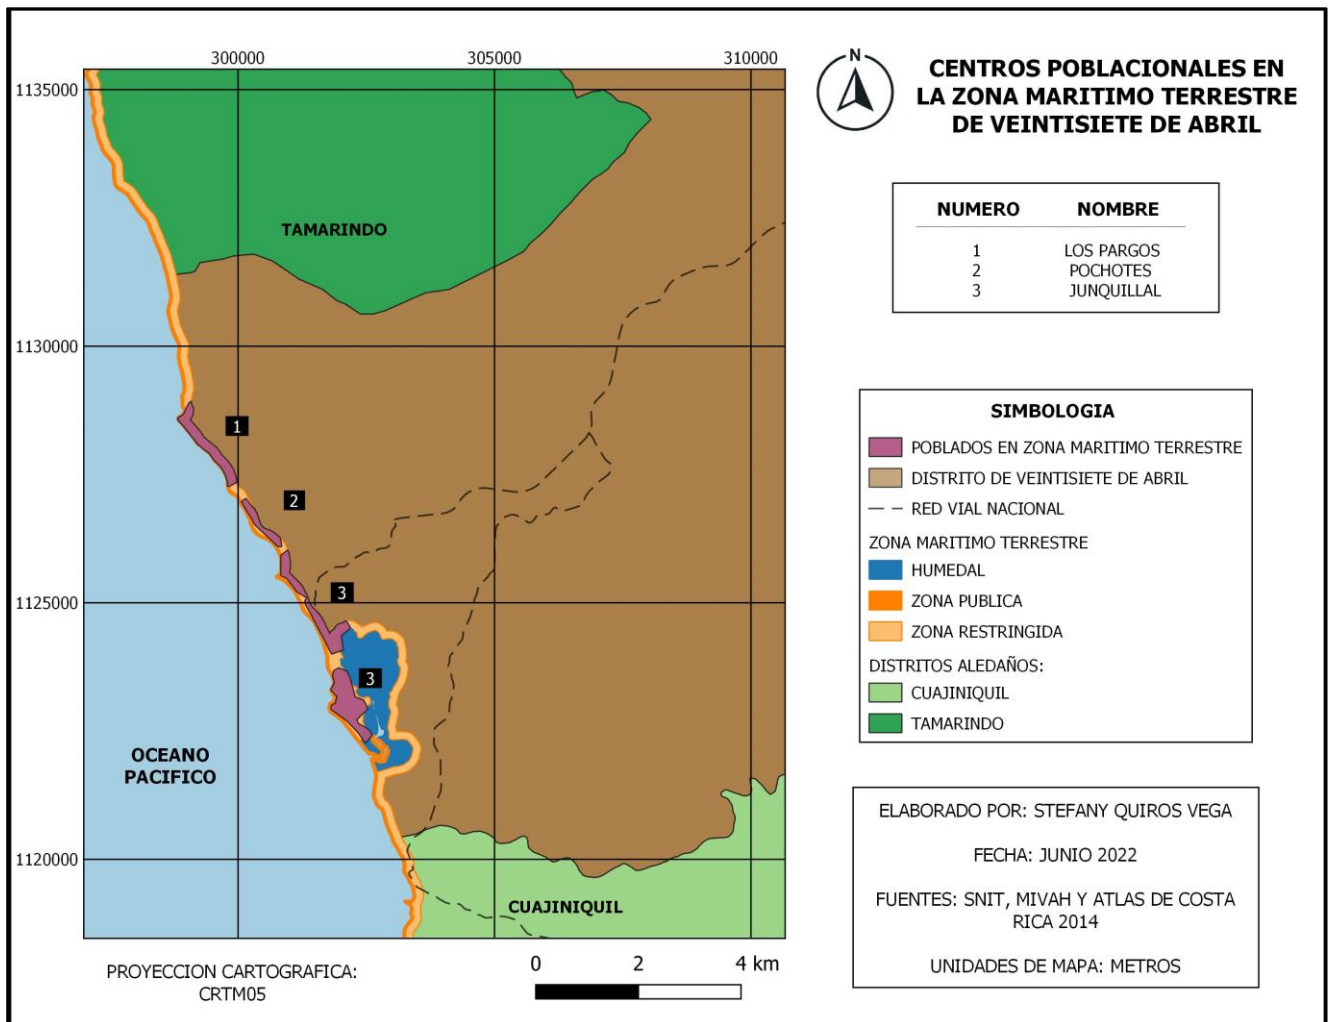 CENTROS POBLACIONALES EN
LA ZONA MARITIMO TERRESTRE
DE VEINTISIETE DE ABRIL
N
300000
305000
310000
1135000
1130000
1125000
1120000
TAMARINDO
1
2
3
3
OCEANO
PACIFICO
CUAJINIQUIL
NUMERO NOMBRE
1 LOS PARGOS
2 POCHOTES
3 JUNQUILLAL
SIMBOLOGIA
POBLADOS EN ZONA MARITIMO TERRESTRE
DISTRITO DE VEINTISIETE DE ABRIL
RED VIAL NACIONAL
ZONA MARITIMO TERRESTRE
HUMEDAL
ZONA PUBLICA
ZONA RESTRINGIDA
DISTRITOS ALEDAÑOS:
CUAJINIQUIL
TAMARINDO
ELABORADO POR: STEFANY QUIROS VEGA
FECHA: JUNIO 2022
FUENTES: SNIT, MIVAH Y ATLAS DE COSTA
RICA 2014
UNIDADES DE MAPA: METROS
PROYECCION CARTOGRAFICA:
CRTM05
0 2 4 km